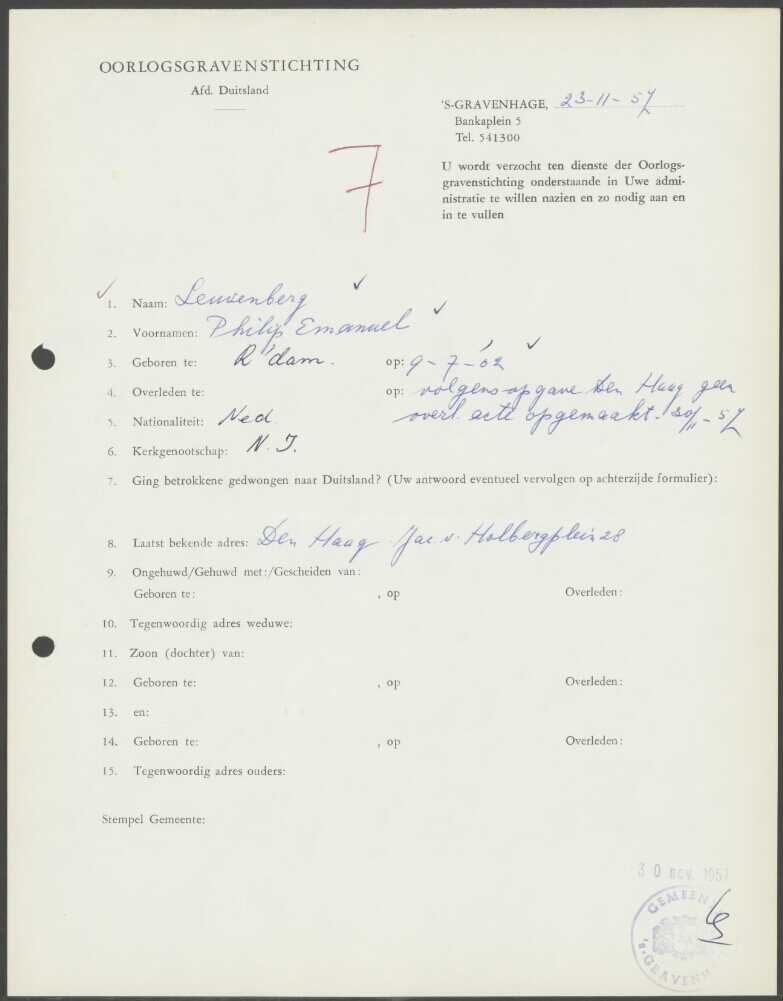 OORLOGSGRAVENSTICHTING
Afd. Duitsland
'S-GRAVENHAGE, 23-11-57
Bankaplein 5
Tel. 541300
7
U wordt verzocht ten dienste der Oorlogs-
gravenstichting onderstaande in Uwe admi-
nistratie te willen nazien en zo nodig aan en
in te vullen
1. Naam: Leuvenberg
2. Voornamen: Philip Emanuel
3. Geboren te: R'dam. op: 9-7-'02
4. Overleden te: op: volgens opgave Den Haag geen
5. Nationaliteit: Ned. overl. acte opgemaakt. 30/11-57
6. Kerkgenootschap: N.I.
7. Ging betrokkene gedwongen naar Duitsland? (Uw antwoord eventueel vervolgen op achterzijde formulier):
8. Laatst bekende adres: Den Haag Jac. v. Holbergplein 28
9. Ongehuwd/Gehuwd met:/Gescheiden van:
Geboren te: , op Overleden:
10. Tegenwoordig adres weduwe:
11. Zoon (dochter) van:
12. Geboren te: , op Overleden:
13. en:
14. Geboren te: , op Overleden:
15. Tegenwoordig adres ouders:
Stempel Gemeente:
30 NOV. 1957
GEMEEN
's-GRAVENH